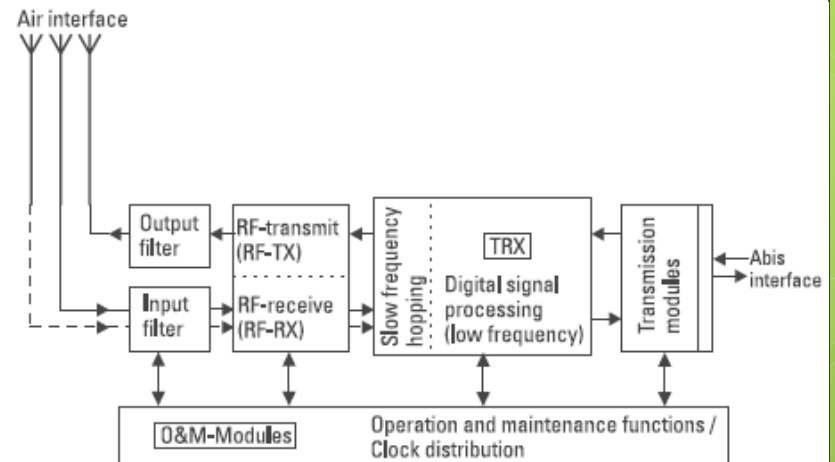 Air interface
Output
filter
RF-transmit
(RF-TX)
Input
filter
RF-receive
(RF-RX)
Slow frequency
hopping
TRX
Digital signal
processing
(low frequency)
Transmission
modules
Abis
interface
O&M-Modules
Operation and maintenance functions /
Clock distribution